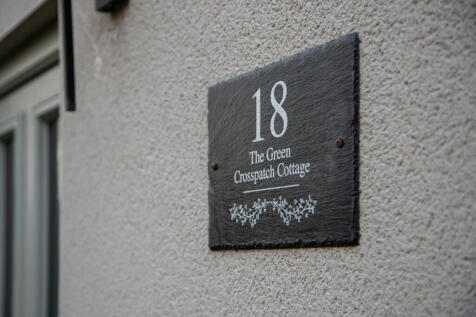 18
The Green
Crosspatch Cottage